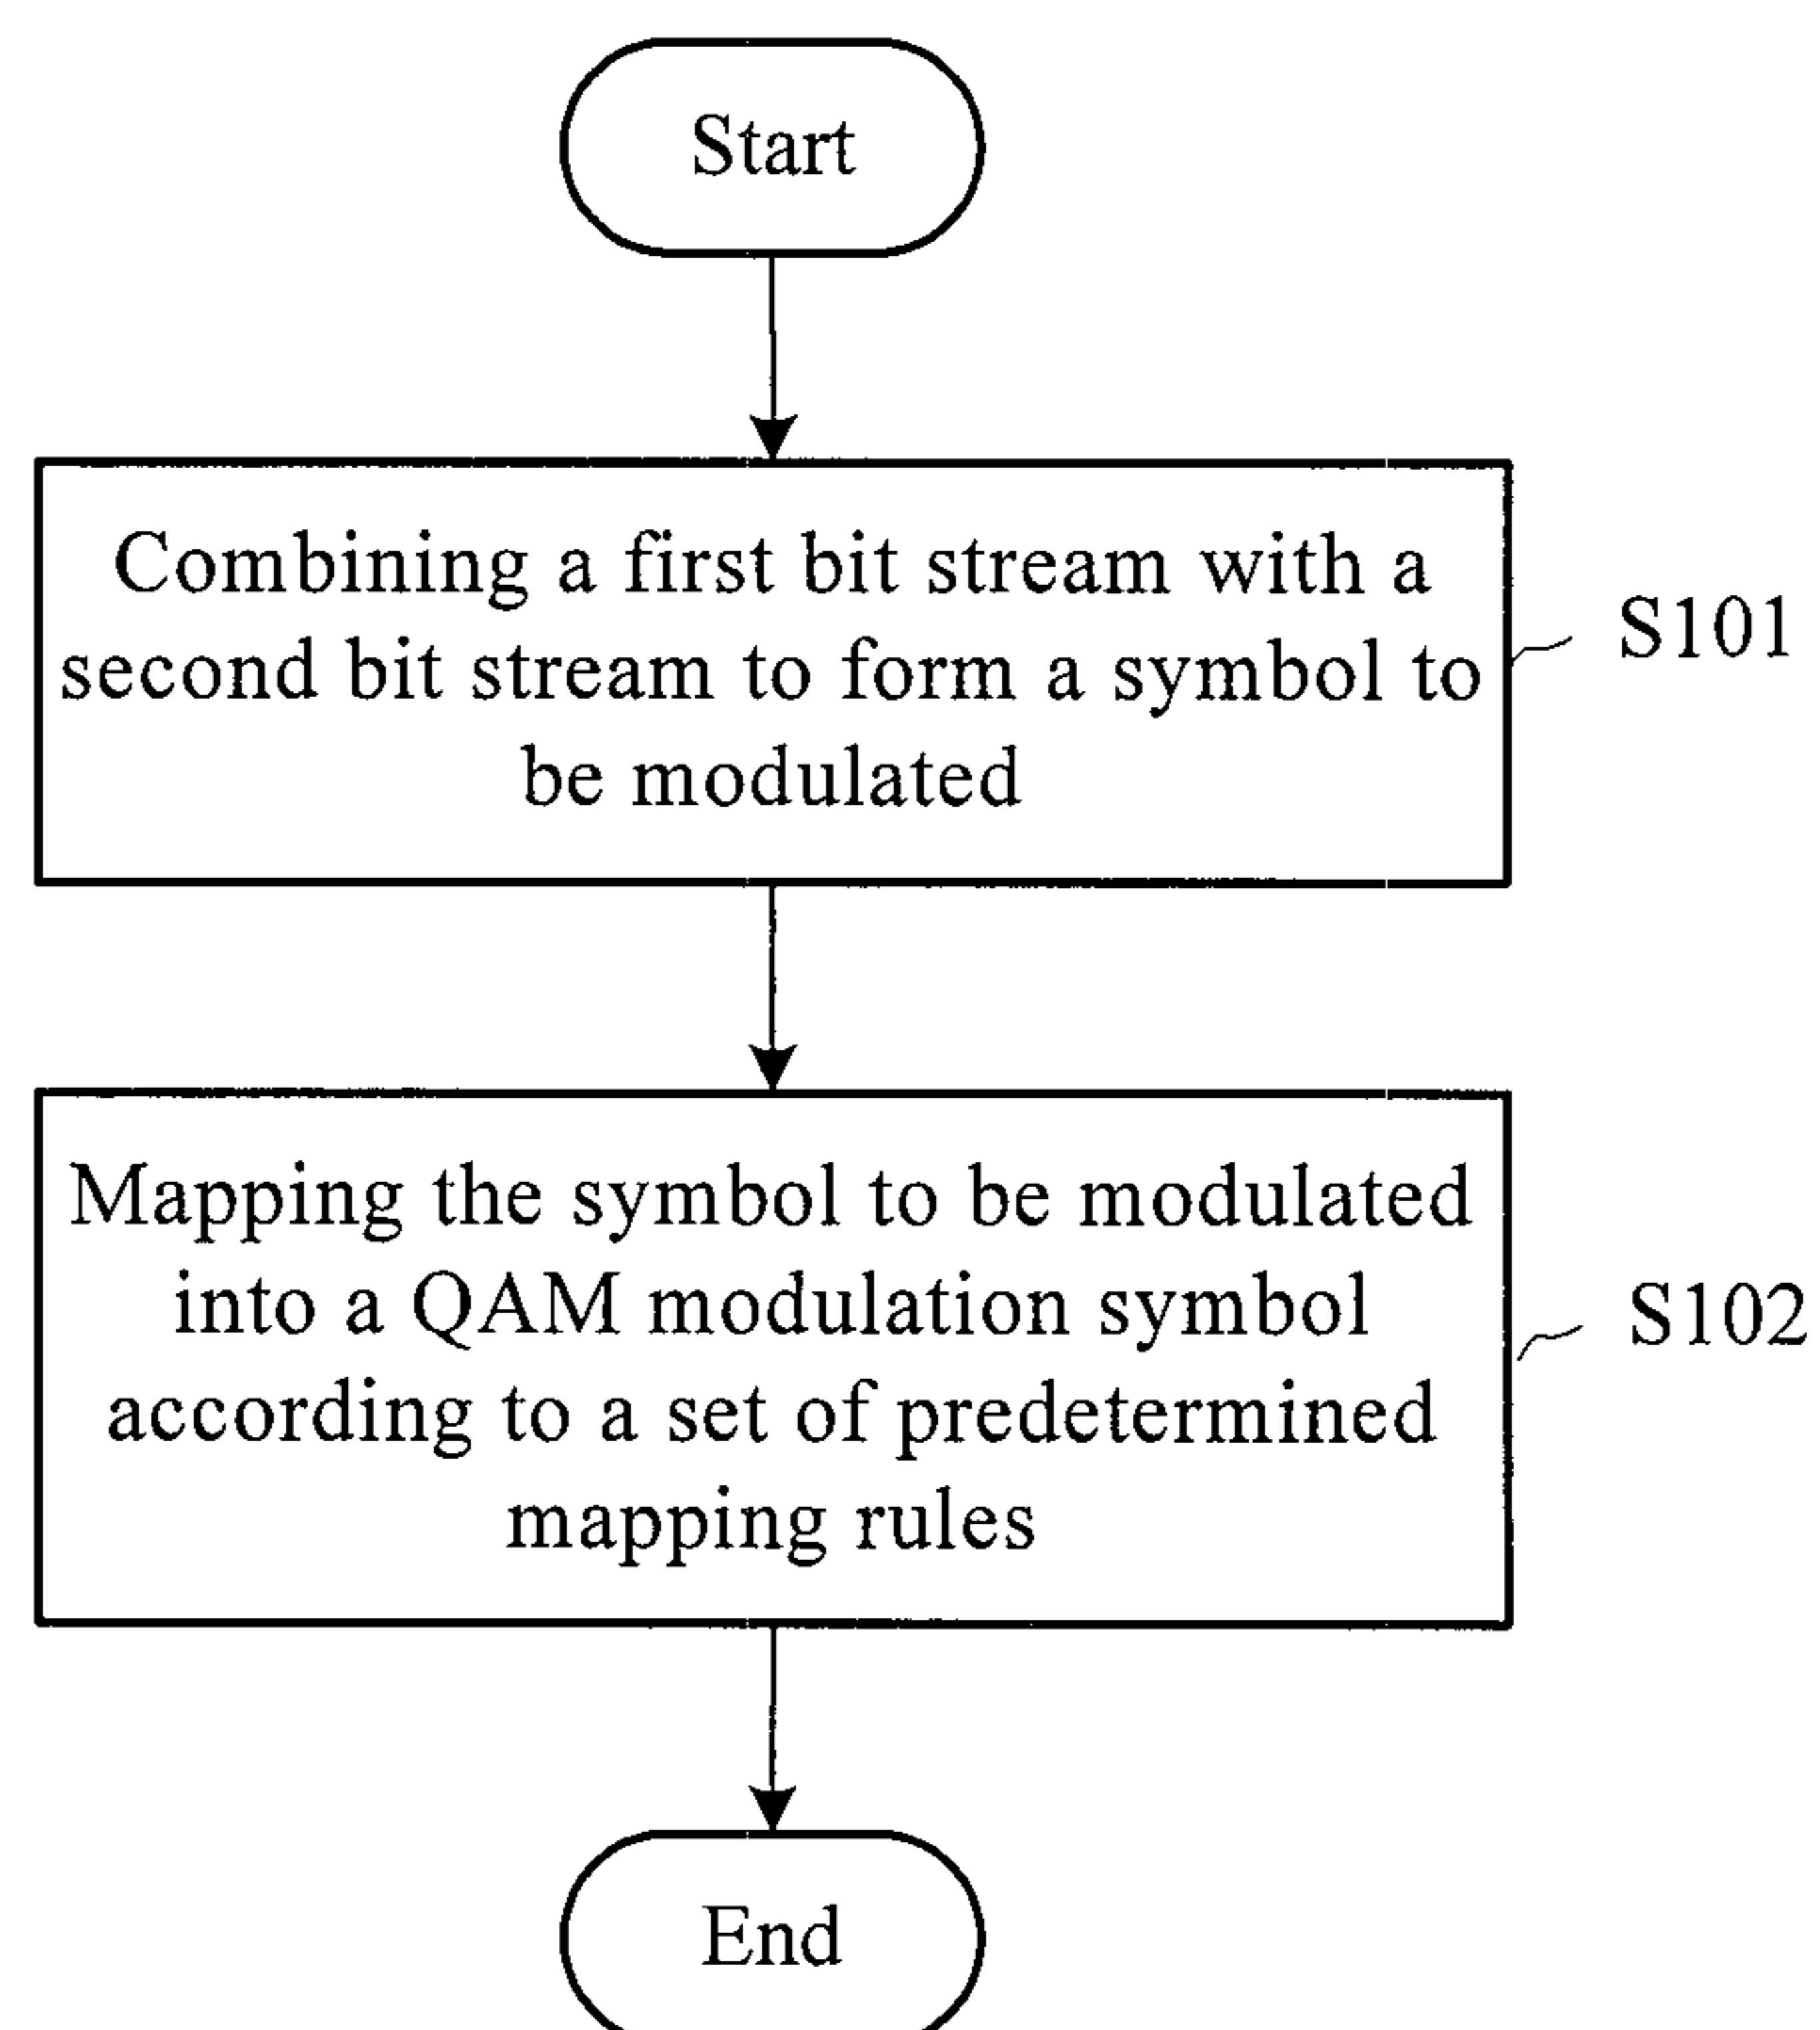 Start
Combining a first bit stream with a
second bit stream to form a symbol to
be modulated
S101
Mapping the symbol to be modulated
into a QAM modulation symbol
according to a set of predetermined
mapping rules
S102
End